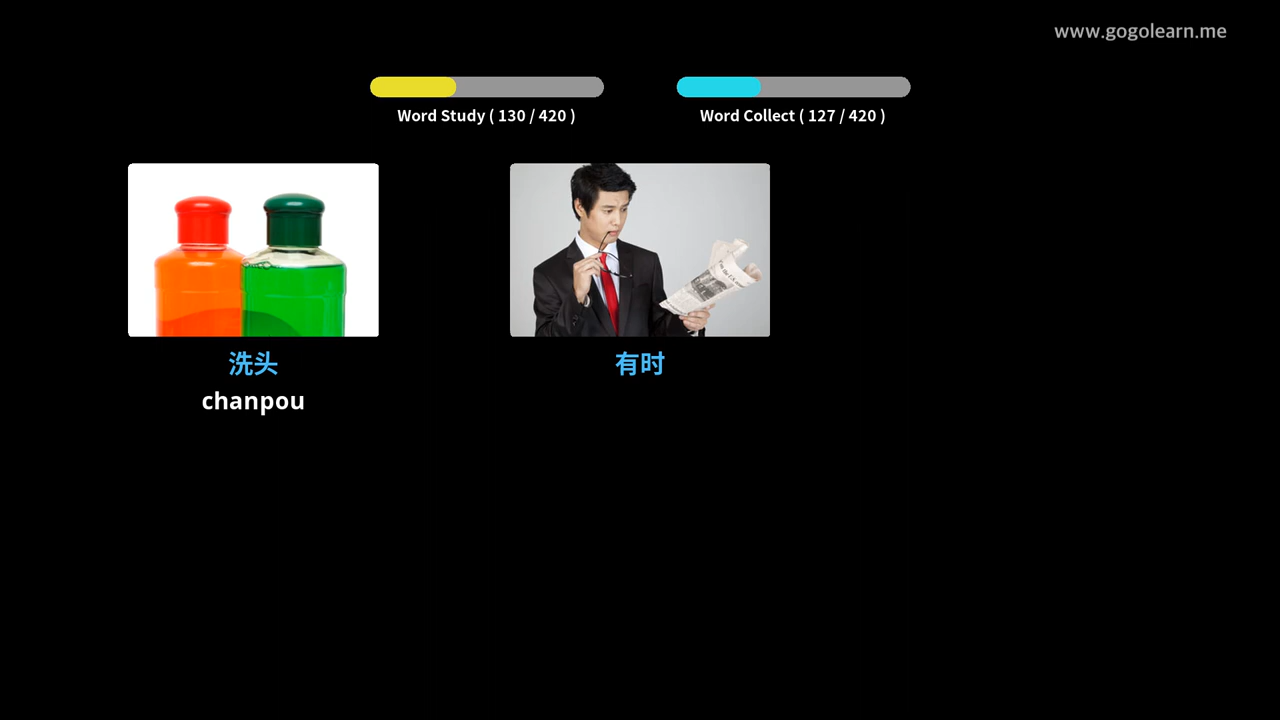 www.gogolearn.me
Word Study ( 130 / 420 )
Word Collect ( 127 / 420 )
洗头
chanpou
有时